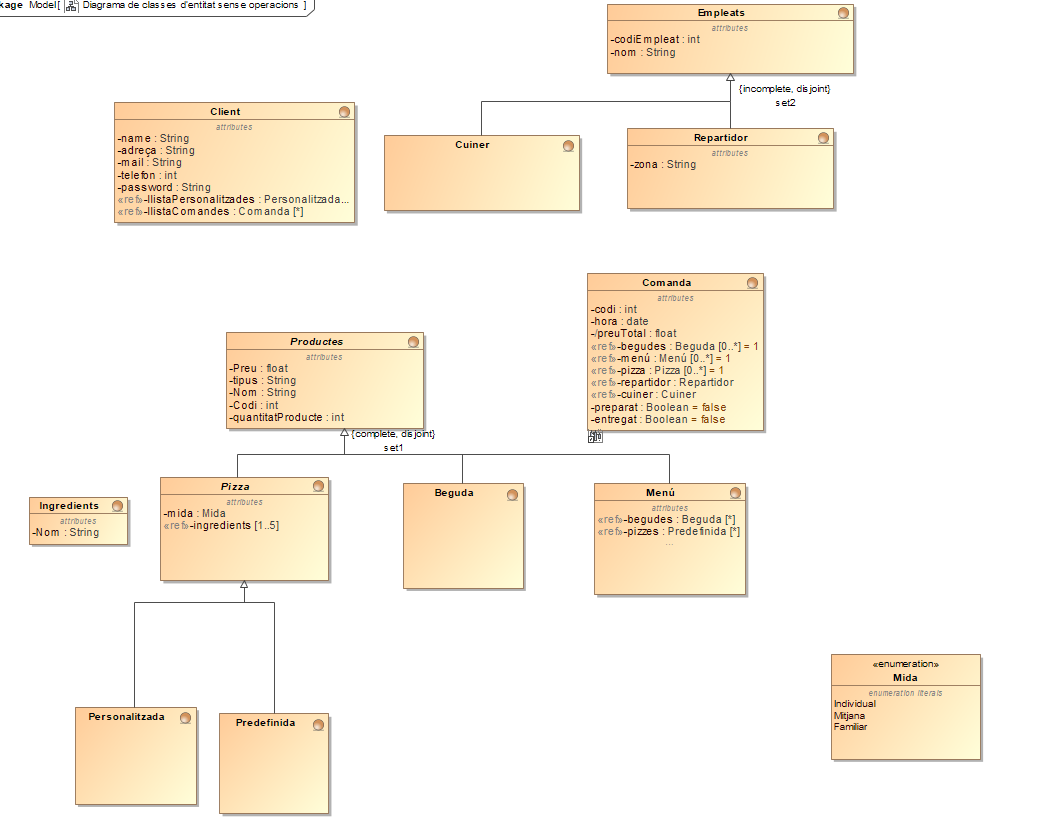 kage Model[ Diagrama de classes d'entitat sense operacions ]
Empleats
attributes
-codiEmpleat : int
-nom : String
{incomplete, disjoint}
set2
Client
attributes
-name : String
-adreça : String
-mail : String
-telefon : int
-password : String
«ref»-llistaPersonalitzades : Personalitzada...
«ref»-llistaComandes : Comanda [*]
Cuiner
Repartidor
attributes
-zona : String
Comanda
attributes
-codi : int
-hora : date
-/preuTotal : float
«ref»-begudes : Beguda [0..*] = 1
«ref»-menú : Menú [0..*] = 1
«ref»-pizza : Pizza [0..*] = 1
«ref»-repartidor : Repartidor
«ref»-cuiner : Cuiner
-preparat : Boolean = false
-entregat : Boolean = false
Productes
attributes
-Preu : float
-tipus : String
-Nom : String
-Codi : int
-quantitatProducte : int
{complete, disjoint}
set1
Ingredients
attributes
-Nom : String
Pizza
attributes
-mida : Mida
«ref»-ingredients [1..5]
Beguda
Menú
attributes
«ref»-begudes : Beguda [*]
«ref»-pizzes : Predefinida [*]
...
Personalitzada
Predefinida
«enumeration»
Mida
enumeration literals
Individual
Mitjana
Familiar